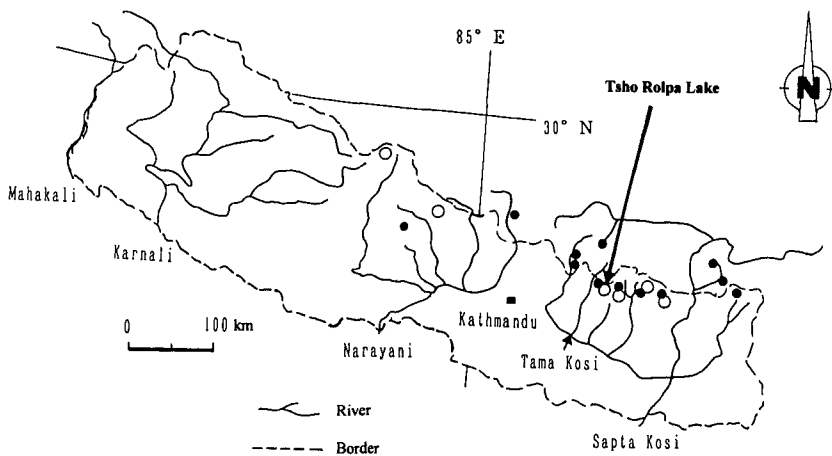 85° E
Tsho Rolpa Lake
N
30° N
Mahakali
Karnali
0 100 km
Kathmandu
Narayani
Tama Kosi
River
Border
Sapta Kosi